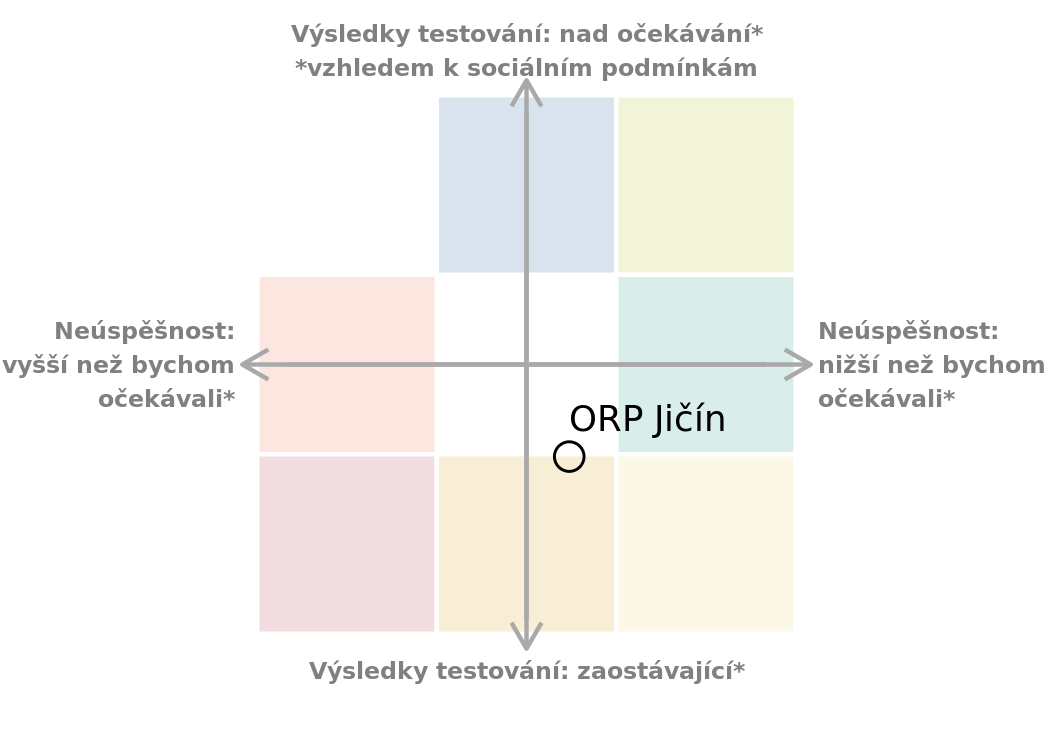 Výsledky testování: nad očekávání*
*vzhledem k sociálním podmínkám
Neúspěšnost:
vyšší než bychom
očekávali*
Neúspěšnost:
nižší než bychom
očekávali*
ORP Jičín
Výsledky testování: zaostávající*